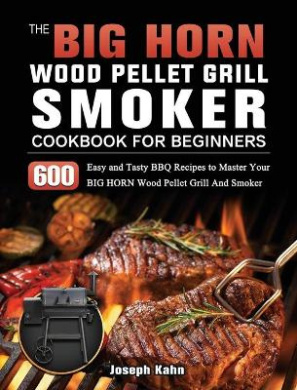 THE BIG HORN
WOOD PELLET GRILL
SMOKER
COOKBOOK FOR BEGINNERS
600
Easy and Tasty BBQ Recipes to Master Your
BIG HORN Wood Pellet Grill And Smoker
Joseph Kahn